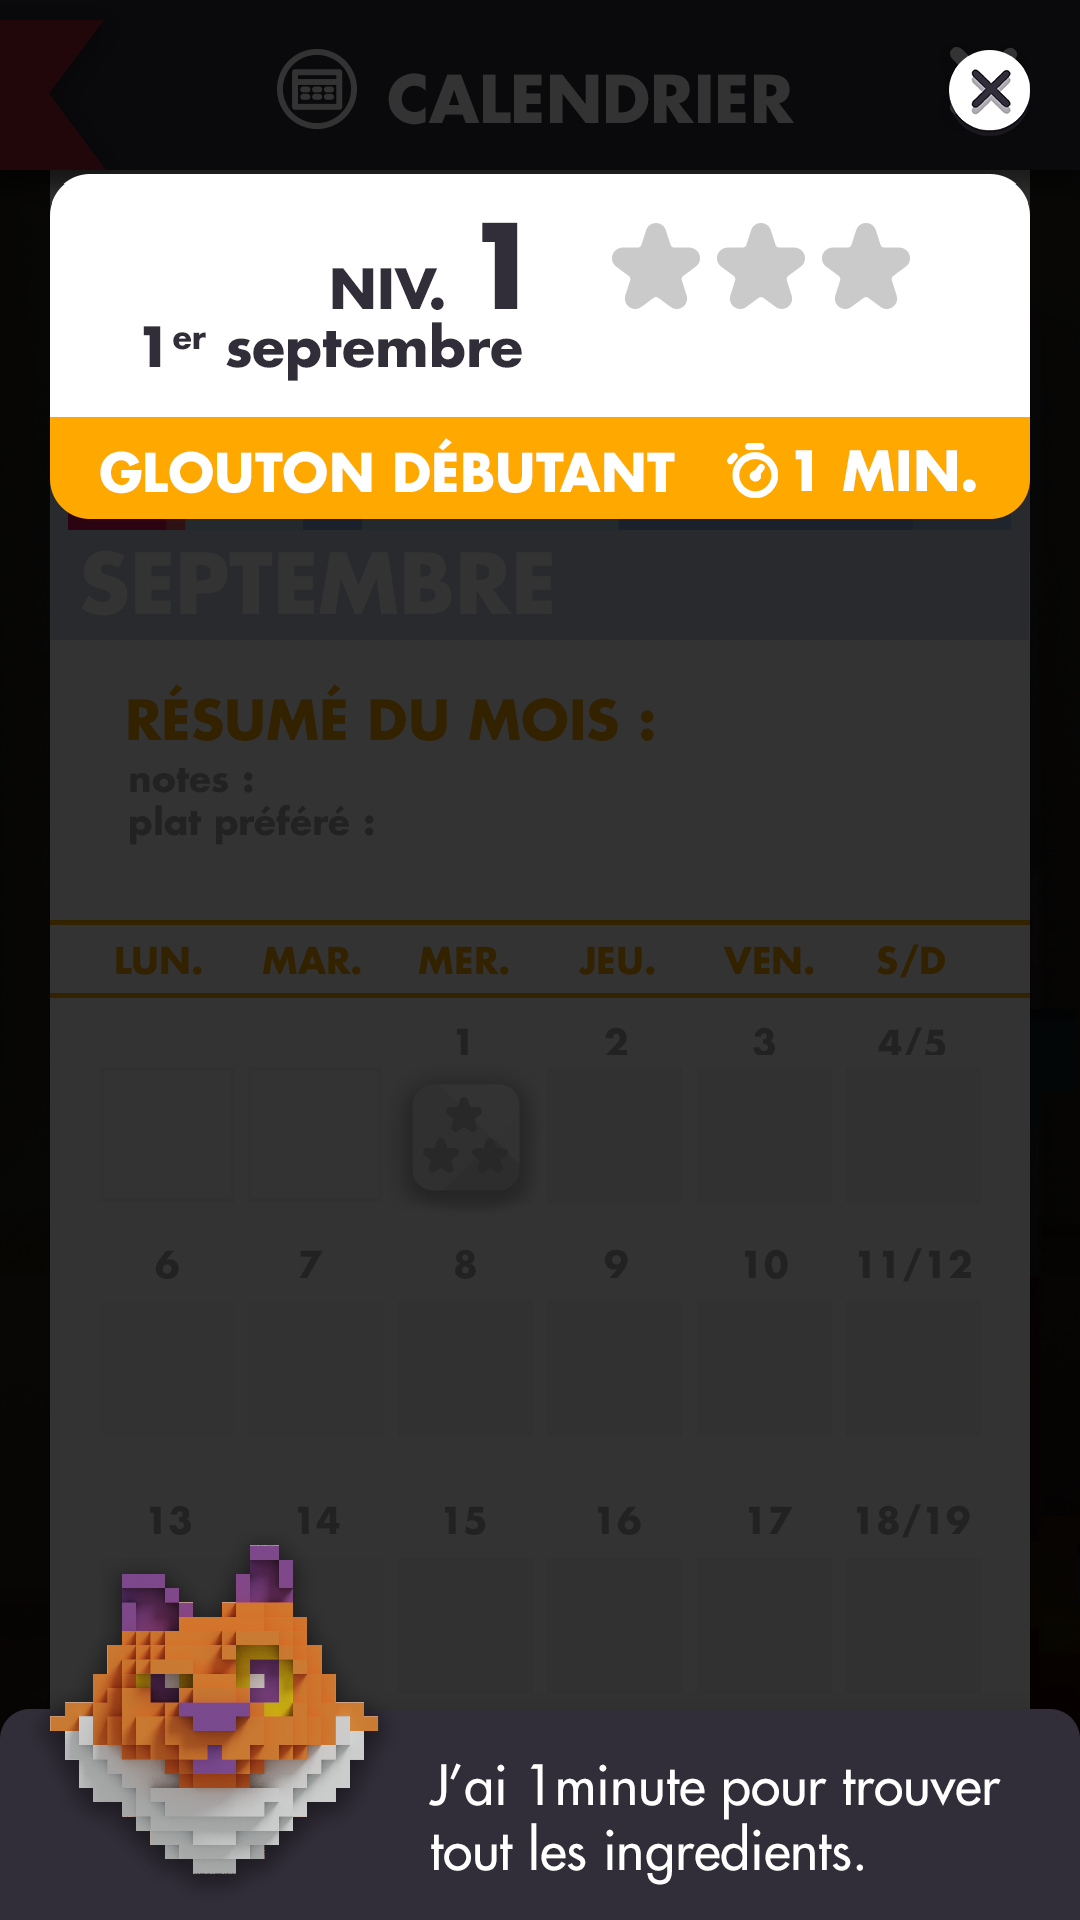 CALENDRIER
NIV. 1
1er septembre
GLOUTON DÉBUTANT 1 MIN.
SEPTEMBRE
RÉSUMÉ DU MOIS :
notes :
plat préféré :
LUN. MAR. MER. JEU. VEN. S/D
1 2 3 4/5
6 7 8 9 10 11/12
13 14 15 16 17 18/19
J’ai 1minute pour trouver
tout les ingredients.